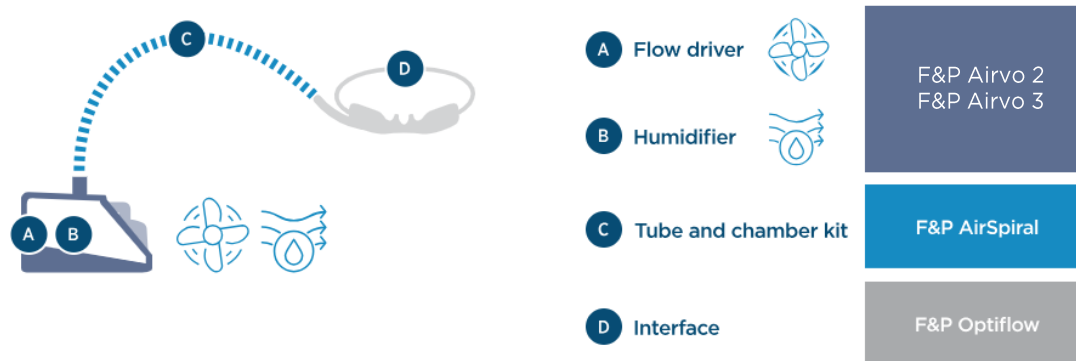 C
D
A B
A Flow driver
F&P Airvo 2
F&P Airvo 3
B Humidifier
C Tube and chamber kit
F&P AirSpiral
D Interface
F&P Optiflow